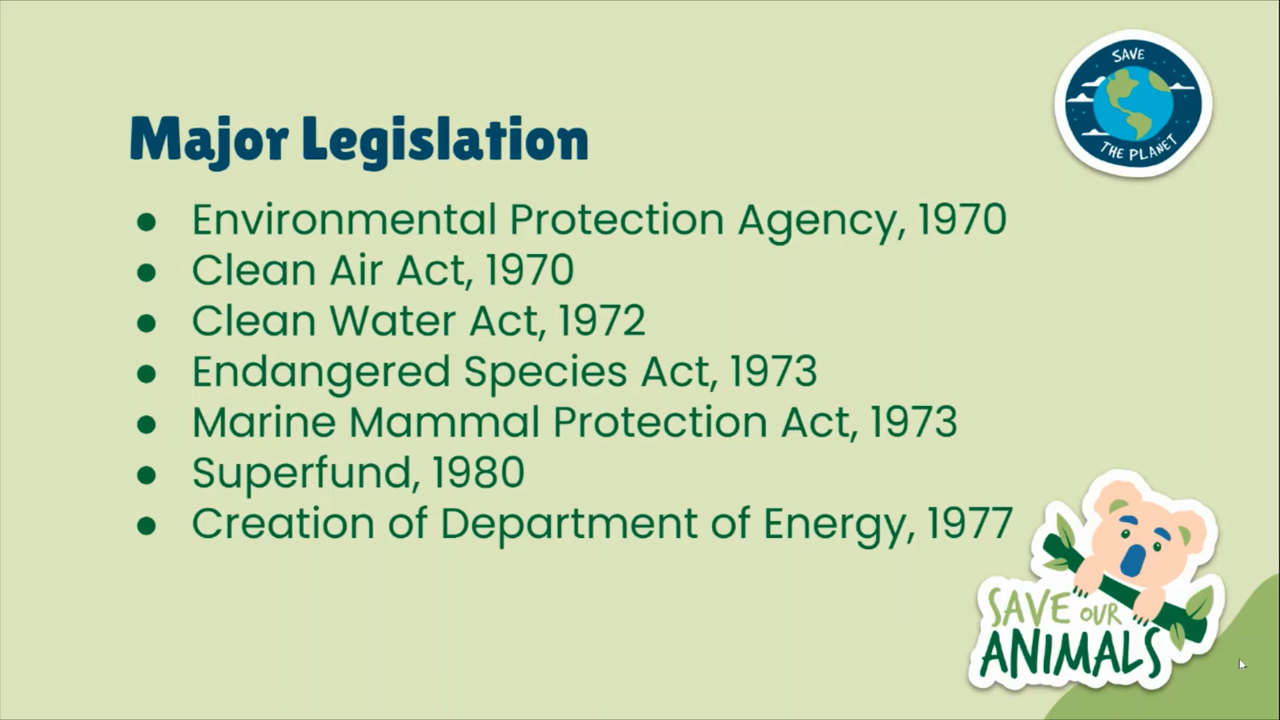 SAVE
THE PLANET
Major Legislation
● Environmental Protection Agency, 1970
● Clean Air Act, 1970
● Clean Water Act, 1972
● Endangered Species Act, 1973
● Marine Mammal Protection Act, 1973
● Superfund, 1980
● Creation of Department of Energy, 1977
SAVE OUR
ANIMALS